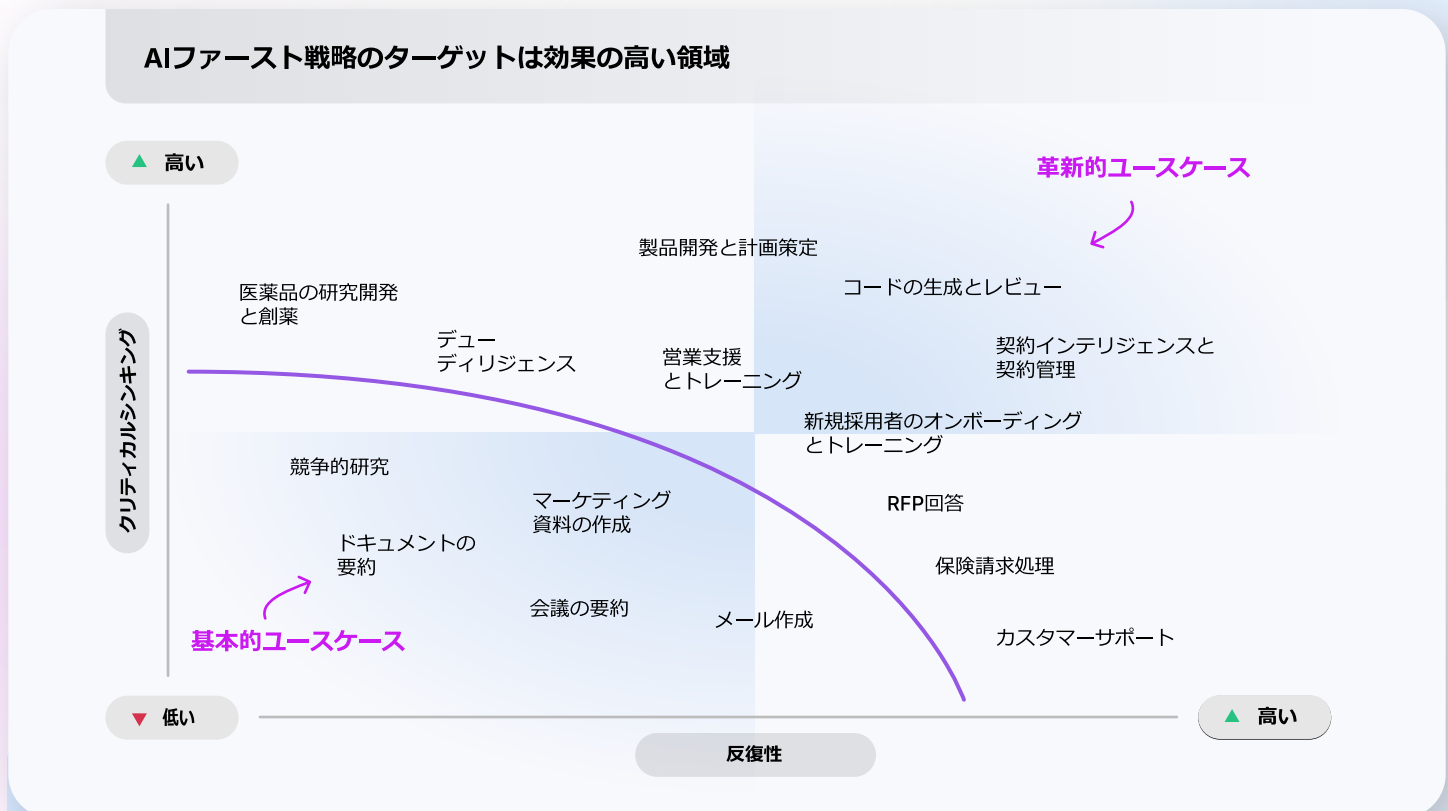 AIファースト戦略のターゲットは効果の高い領域
高い
革新的ユースケース
製品開発と計画策定
コードの生成とレビュー
医薬品の研究開発
と創薬
デュー
ディリジェンス
営業支援
とトレーニング
契約インテリジェンスと
契約管理
クリティカルシンキング
新規採用者のオンボーディング
とトレーニング
競争的研究
マーケティング
資料の作成
RFP回答
ドキュメントの
要約
保険請求処理
会議の要約
メール作成
カスタマーサポート
基本的ユースケース
低い
高い
反復性